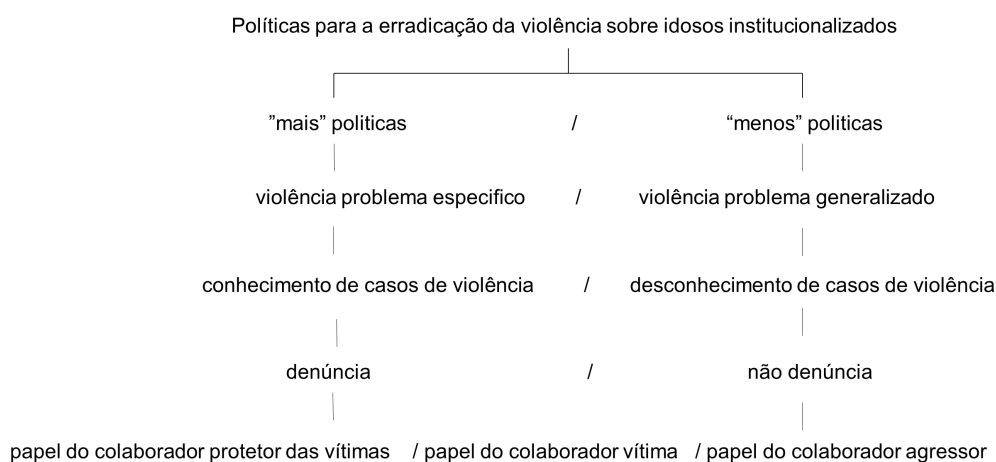 Políticas para a erradicação da violência sobre idosos institucionalizados
”mais” politicas / “menos” politicas
violência problema especifico / violência problema generalizado
conhecimento de casos de violência / desconhecimento de casos de violência
denúncia / não denúncia
papel do colaborador protetor das vítimas / papel do colaborador vítima / papel do colaborador agressor